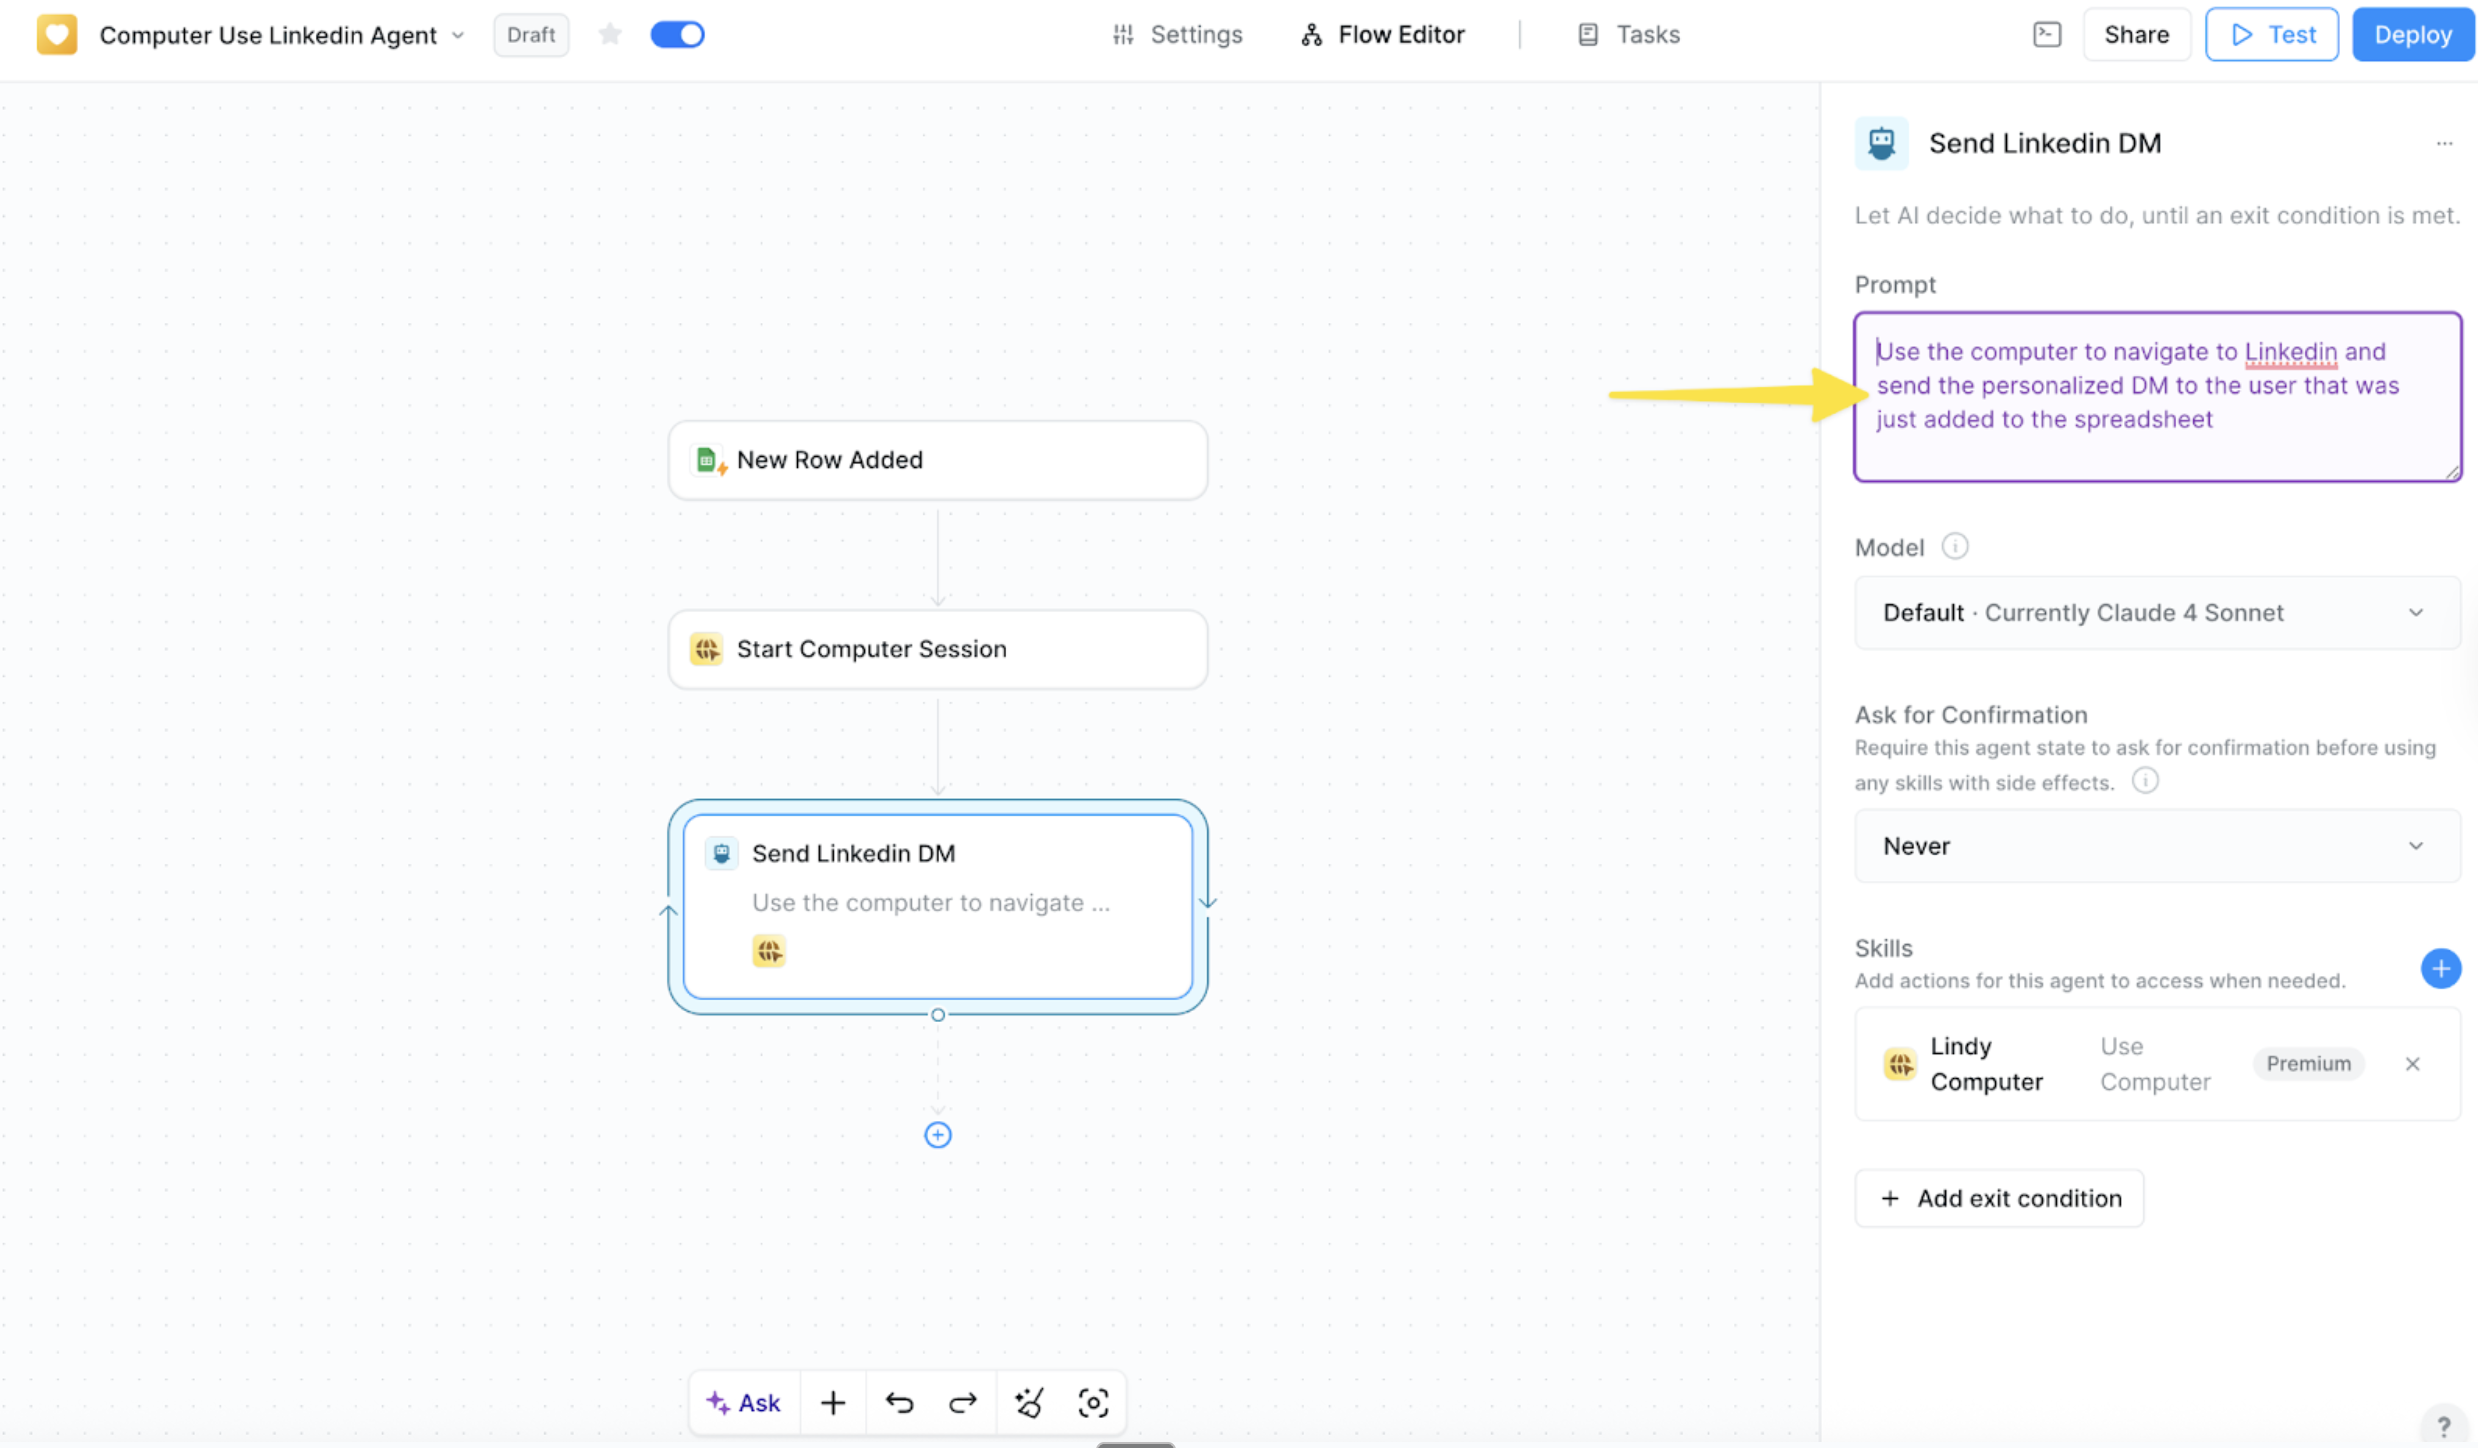 Computer Use Linkedin Agent
Draft
Settings
Flow Editor
Tasks
Share
Test
Deploy
New Row Added
Start Computer Session
Send Linkedin DM
Use the computer to navigate ...
Ask
Send Linkedin DM
Let AI decide what to do, until an exit condition is met.
Prompt
Use the computer to navigate to Linkedin and
send the personalized DM to the user that was
just added to the spreadsheet
Model
Default · Currently Claude 4 Sonnet
Ask for Confirmation
Require this agent state to ask for confirmation before using
any skills with side effects.
Never
Skills
Add actions for this agent to access when needed.
Lindy
Computer
Use
Computer
Premium
Add exit condition
?